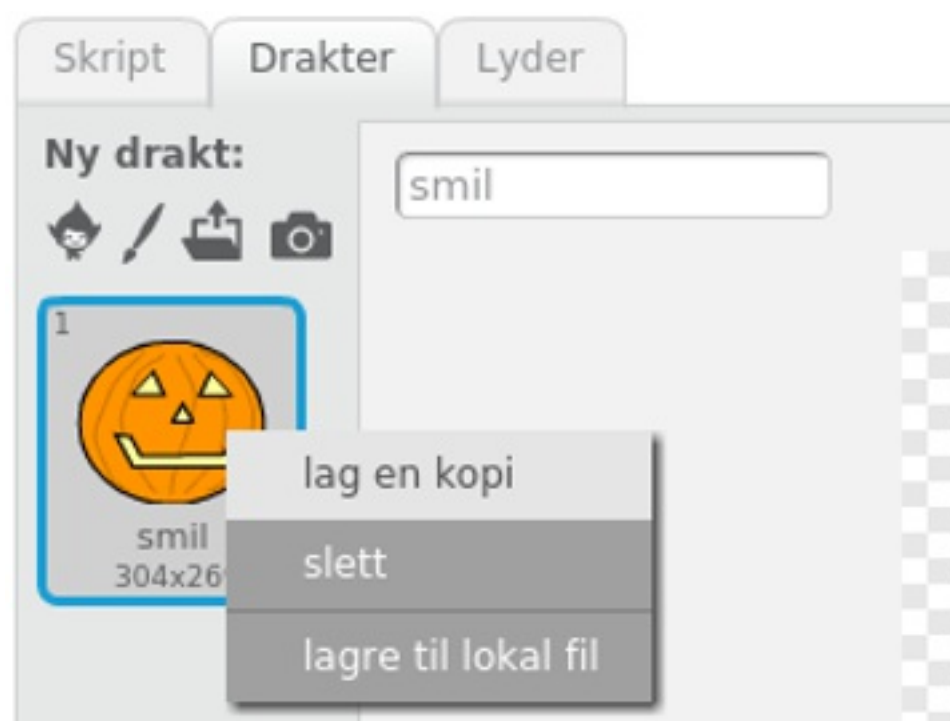 Skript Drakter Lyder
Ny drakt:
smil
1
smil
lag en kopi
slett
lagre til lokal fil